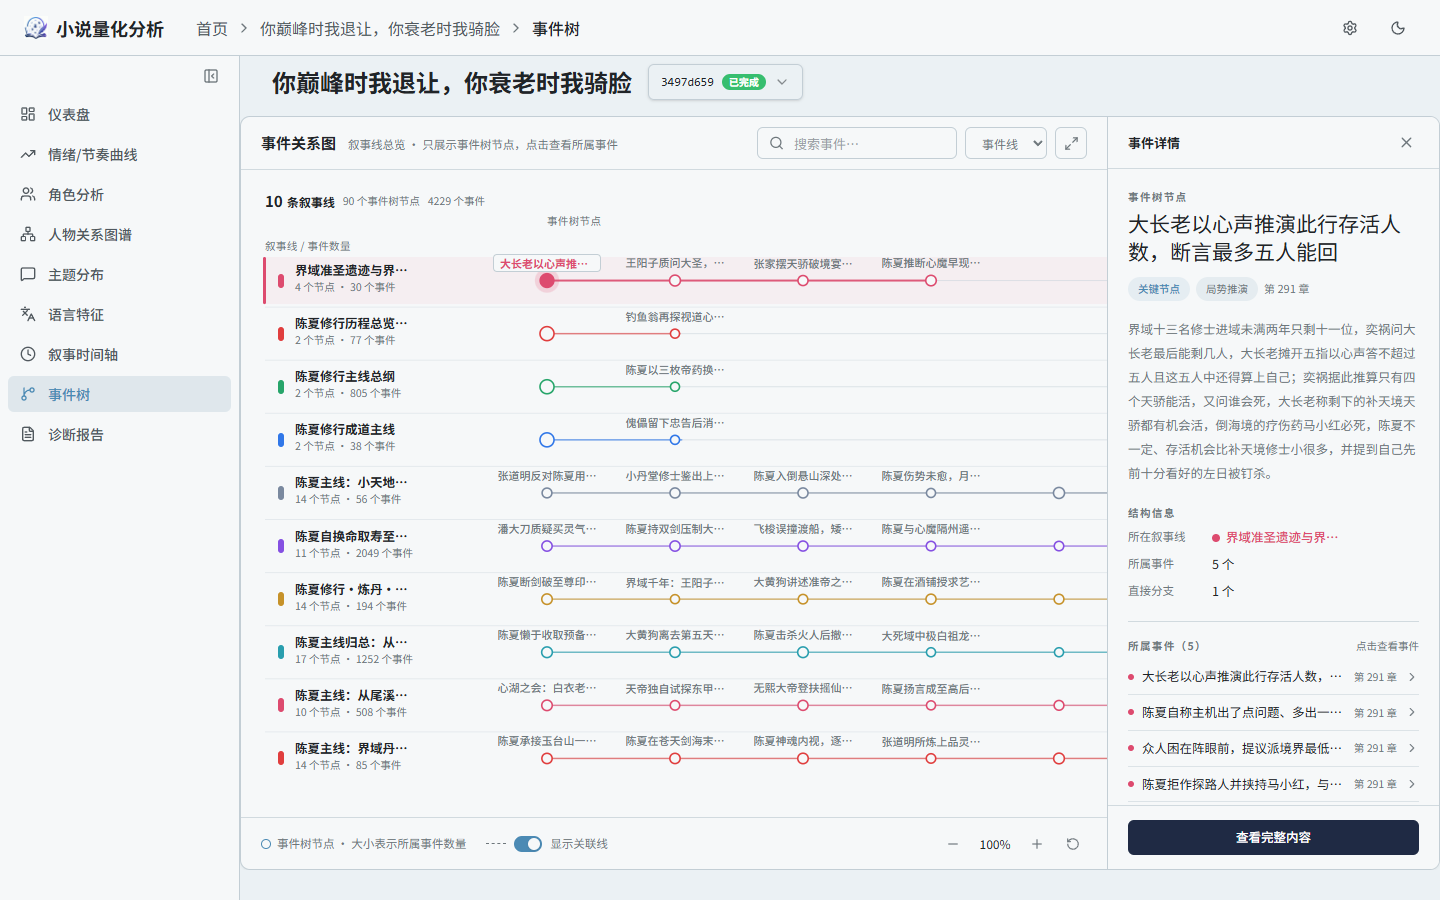 小说量化分析
首页 > 你巅峰时我退让，你衰老时我骑脸 > 事件树
仪表盘
情绪/节奏曲线
角色分析
人物关系图谱
主题分布
语言特征
叙事时间轴
事件树
诊断报告
你巅峰时我退让，你衰老时我骑脸
3497d659 已完成
事件关系图 叙事线总览 · 只展示事件树节点，点击查看所属事件
搜索事件…
事件线
10 条叙事线 90 个事件树节点 4229 个事件
事件树节点
叙事线 / 事件数量
界域准圣遗迹与界…
4 个节点 · 30 个事件
大长老以心声推… 王阳子质问大圣，… 张家摆天骄破境宴… 陈夏推断心魔早现…
陈夏修行历程总览…
2 个节点 · 77 个事件
钓鱼翁再探视道心…
陈夏修行主线总纲
2 个节点 · 805 个事件
陈夏以三枚帝药换…
陈夏修行成道主线
2 个节点 · 38 个事件
傀儡留下忠告后消…
陈夏主线：小天地…
14 个节点 · 56 个事件
张道明反对陈夏用… 小丹堂修士鉴出上… 陈夏入倒悬山深处… 陈夏伤势未愈，月…
陈夏自换命取寿至…
11 个节点 · 2049 个事件
潘大刀质疑买灵气… 陈夏持双剑压制大… 飞梭误撞渡船，矮… 陈夏与心魔隔州遥…
陈夏修行·炼丹·…
14 个节点 · 194 个事件
陈夏断剑破至尊印… 界域千年：王阳子… 大黄狗讲述准帝之… 陈夏在酒铺授求艺…
陈夏主线归总：从…
17 个节点 · 1252 个事件
陈夏懒于收取预备… 大黄狗离去第五天… 陈夏击杀火人后撤… 大死域中极白祖龙…
陈夏主线：从尾溪…
10 个节点 · 508 个事件
心湖之会：白衣老… 天帝独自试探东甲… 无熙大帝登扶摇仙… 陈夏扬言成至高后…
陈夏主线：界域丹…
14 个节点 · 85 个事件
陈夏承接玉台山一… 陈夏在苍天剑海末… 陈夏神魂内视，逐… 张道明所炼上品灵…
事件树节点 · 大小表示所属事件数量
显示关联线
100%
事件详情
事件树节点
大长老以心声推演此行存活人
数，断言最多五人能回
关键节点 局势推演 第 291 章
界域十三名修士进域未满两年只剩十一位，奕祸问大
长老最后能剩几人，大长老摊开五指以心声答不超过
五人且这五人中还得算上自己；奕祸据此推算只有四
个天骄能活，又问谁会死，大长老称剩下的补天境天
骄都有机会活，倒海境的疗伤药马小红必死，陈夏不
一定、存活机会比补天境修士小很多，并提到自己先
前十分看好的左日被钉杀。
结构信息
所在叙事线 界域准圣遗迹与界…
所属事件 5 个
直接分支 1 个
所属事件（5） 点击查看事件
大长老以心声推演此行存活人数，… 第 291 章
陈夏自称主机出了点问题、多出一… 第 291 章
众人困在阵眼前，提议派境界最低… 第 291 章
陈夏拒作探路人并挟持马小红，与… 第 291 章
查看完整内容